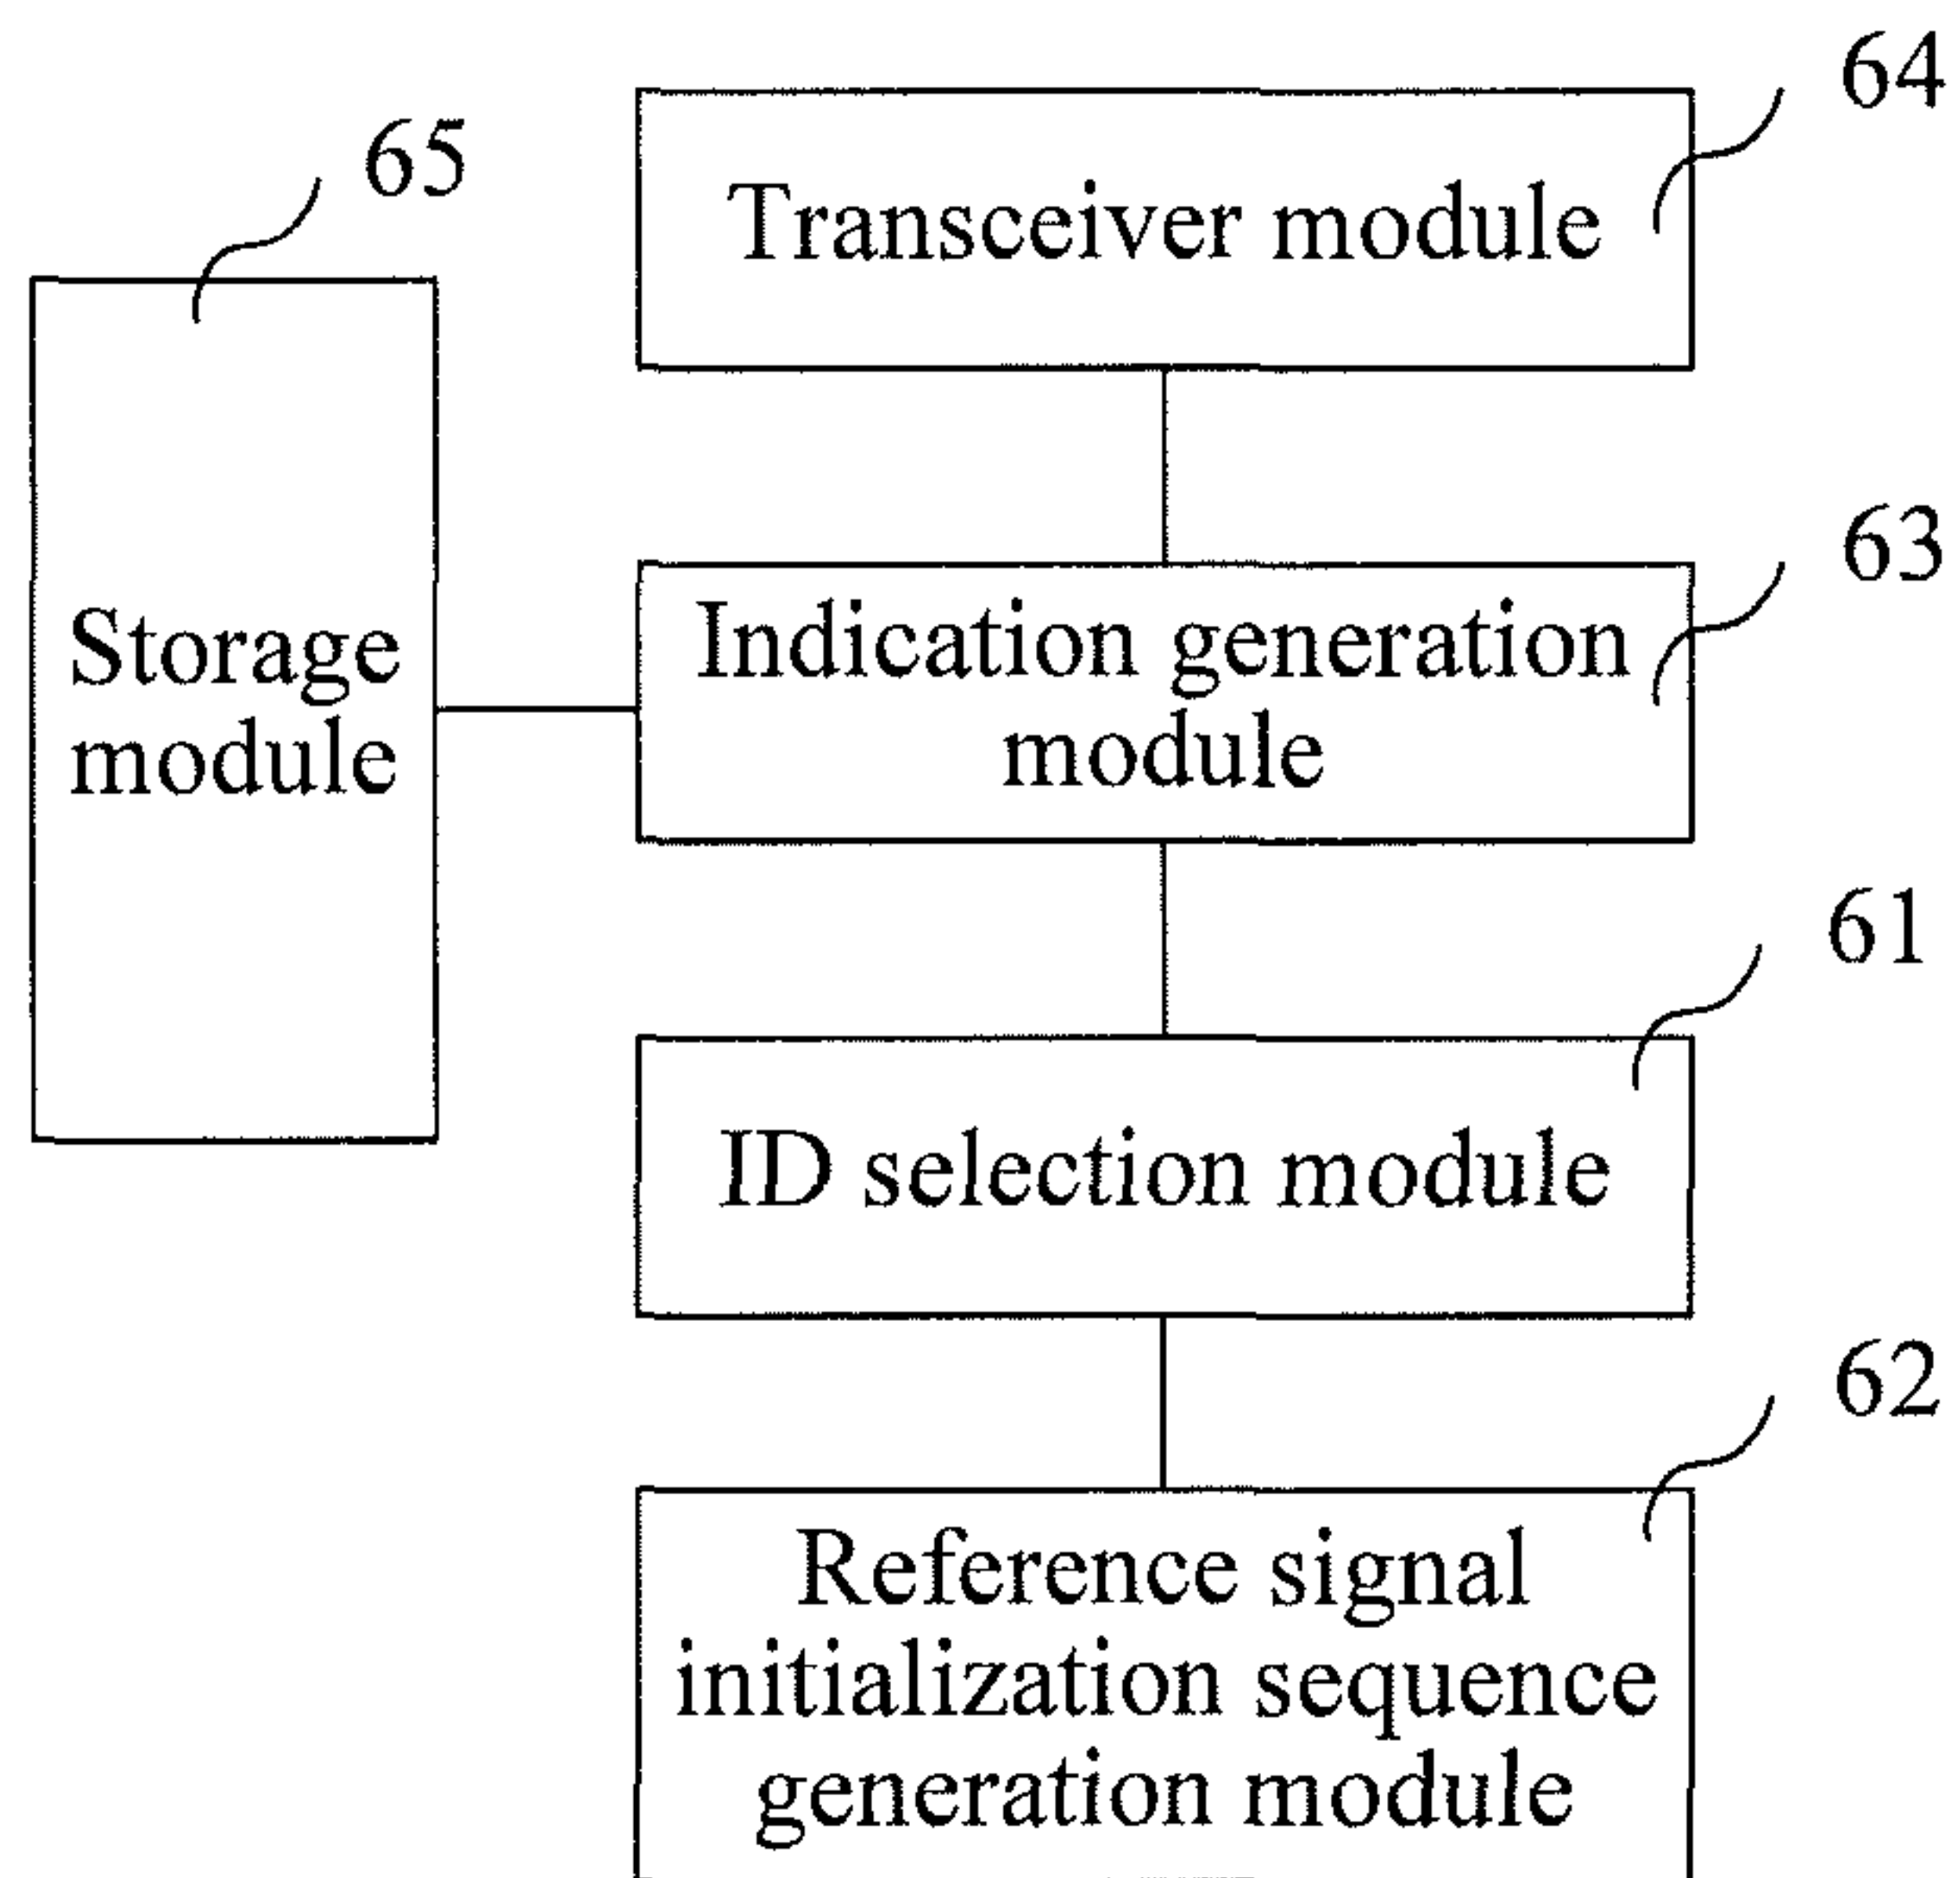 64
Transceiver module
65
Storage
module
63
Indication generation
module
61
ID selection module
62
Reference signal
initialization sequence
generation module